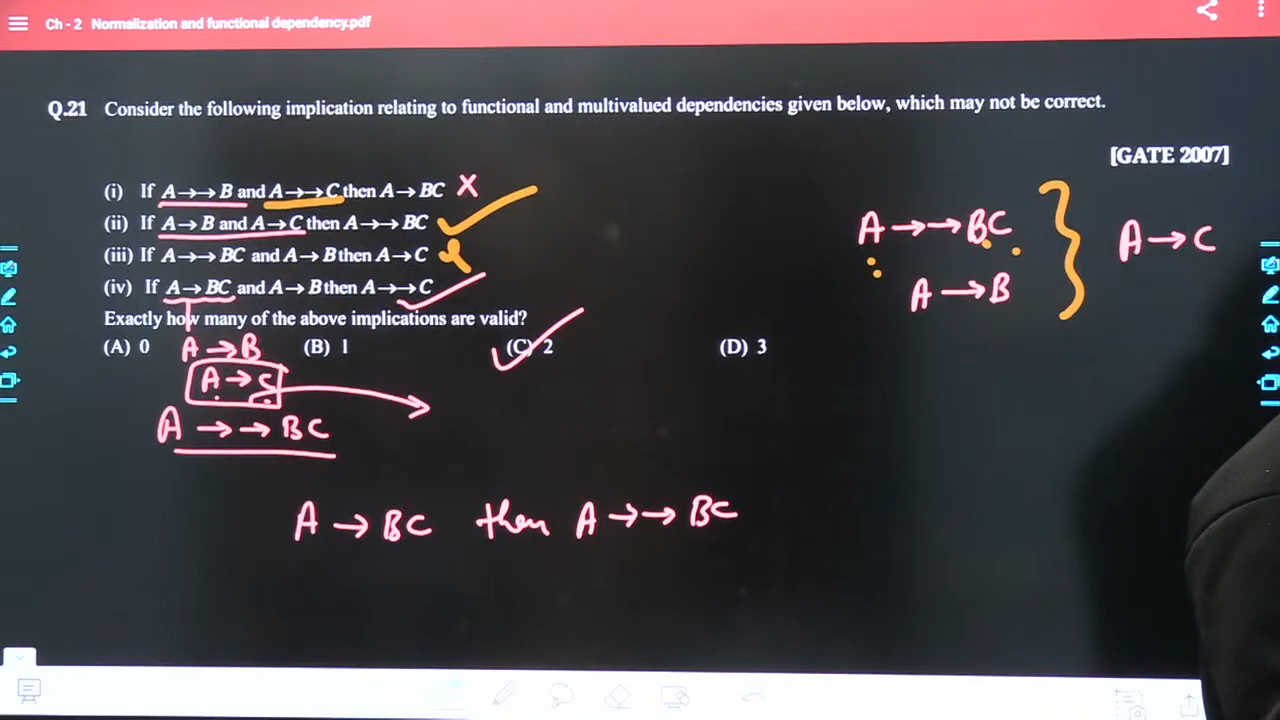 Ch - 2 Normalization and functional dependency.pdf
Q.21 Consider the following implication relating to functional and multivalued dependencies given below, which may not be correct.
[GATE 2007]
(i) If A→→B and A→→C then A→BC ✗
(ii) If A→B and A→C then A→→BC ✓
(iii) If A→→BC and A→B then A→C
(iv) If A→BC and A→B then A→→C ✓
Exactly how many of the above implications are valid?
(A) 0 (B) 1 (C) 2 (D) 3
A→→BC
A→B
A→C
A→B
A→C
A→→BC
A→BC then A→→BC